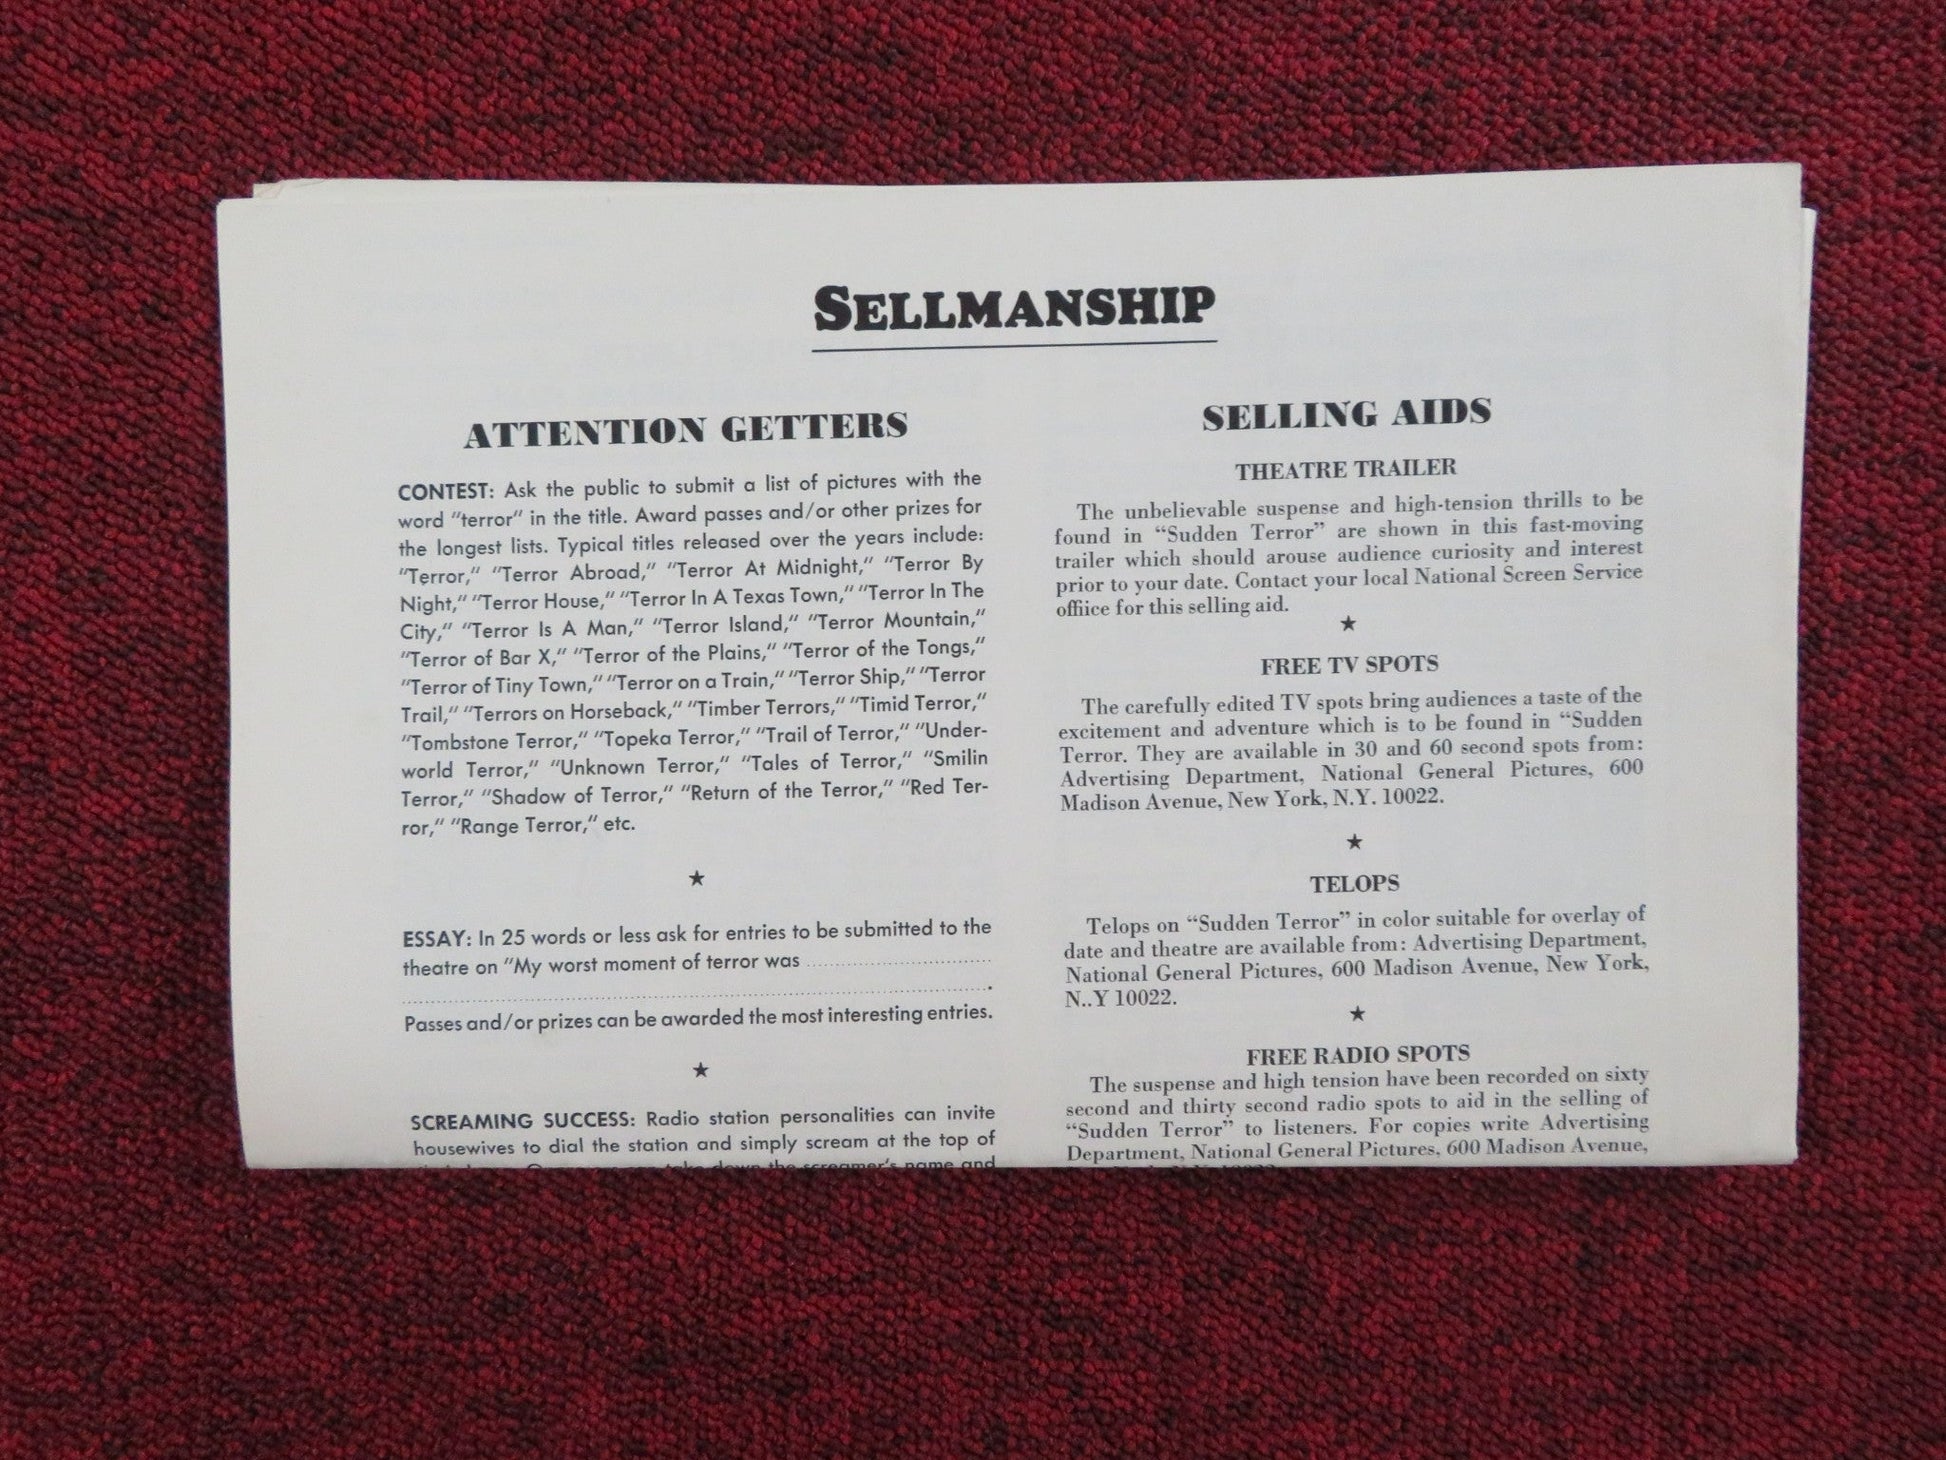 SELLMANSHIP
ATTENTION GETTERS
CONTEST: Ask the public to submit a list of pictures with the
word "terror" in the title. Award passes and/or other prizes for
the longest lists. Typical titles released over the years include:
"Terror," "Terror Abroad," "Terror At Midnight," "Terror By
Night," "Terror House," "Terror In A Texas Town," "Terror In The
City," "Terror Is A Man," "Terror Island," "Terror Mountain,"
"Terror of Bar X," "Terror of the Plains," "Terror of the Tongs,"
"Terror of Tiny Town," "Terror on a Train," "Terror Ship," "Terror
Trail," "Terrors on Horseback," "Timber Terrors," "Timid Terror,"
"Tombstone Terror," "Topeka Terror," "Trail of Terror," "Under-
world Terror," "Unknown Terror," "Tales of Terror," "Smilin
Terror," "Shadow of Terror," "Return of the Terror," "Red Ter-
ror," "Range Terror," etc.
★
ESSAY: In 25 words or less ask for entries to be submitted to the
theatre on "My worst moment of terror was ..............................
.......................................................................................................
Passes and/or prizes can be awarded the most interesting entries.
★
SCREAMING SUCCESS: Radio station personalities can invite
housewives to dial the station and simply scream at the top of
take down the screamer's name and
SELLING AIDS
THEATRE TRAILER
The unbelievable suspense and high-tension thrills to be
found in "Sudden Terror" are shown in this fast-moving
trailer which should arouse audience curiosity and interest
prior to your date. Contact your local National Screen Service
offiice for this selling aid.
★
FREE TV SPOTS
The carefully edited TV spots bring audiences a taste of the
excitement and adventure which is to be found in "Sudden
Terror. They are available in 30 and 60 second spots from:
Advertising Department, National General Pictures, 600
Madison Avenue, New York, N.Y. 10022.
★
TELOPS
Telops on "Sudden Terror" in color suitable for overlay of
date and theatre are available from: Advertising Department,
National General Pictures, 600 Madison Avenue, New York,
N..Y 10022.
★
FREE RADIO SPOTS
The suspense and high tension have been recorded on sixty
second and thirty second radio spots to aid in the selling of
"Sudden Terror" to listeners. For copies write Advertising
Department, National General Pictures, 600 Madison Avenue,